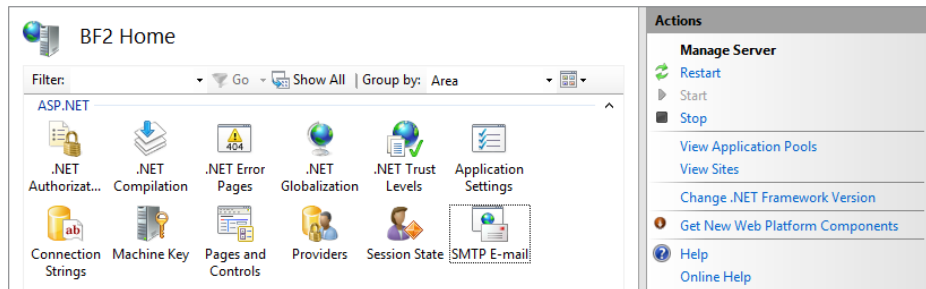 BF2 Home
Filter: Go Show All Group by: Area
ASP.NET
.NET Authorizat...
.NET Compilation
404
.NET Error Pages
.NET Globalization
.NET Trust Levels
Application Settings
ab
Connection Strings
Machine Key
Pages and Controls
Providers
Session State
SMTP E-mail
Actions
Manage Server
Restart
Start
Stop
View Application Pools
View Sites
Change .NET Framework Version
Get New Web Platform Components
Help
Online Help